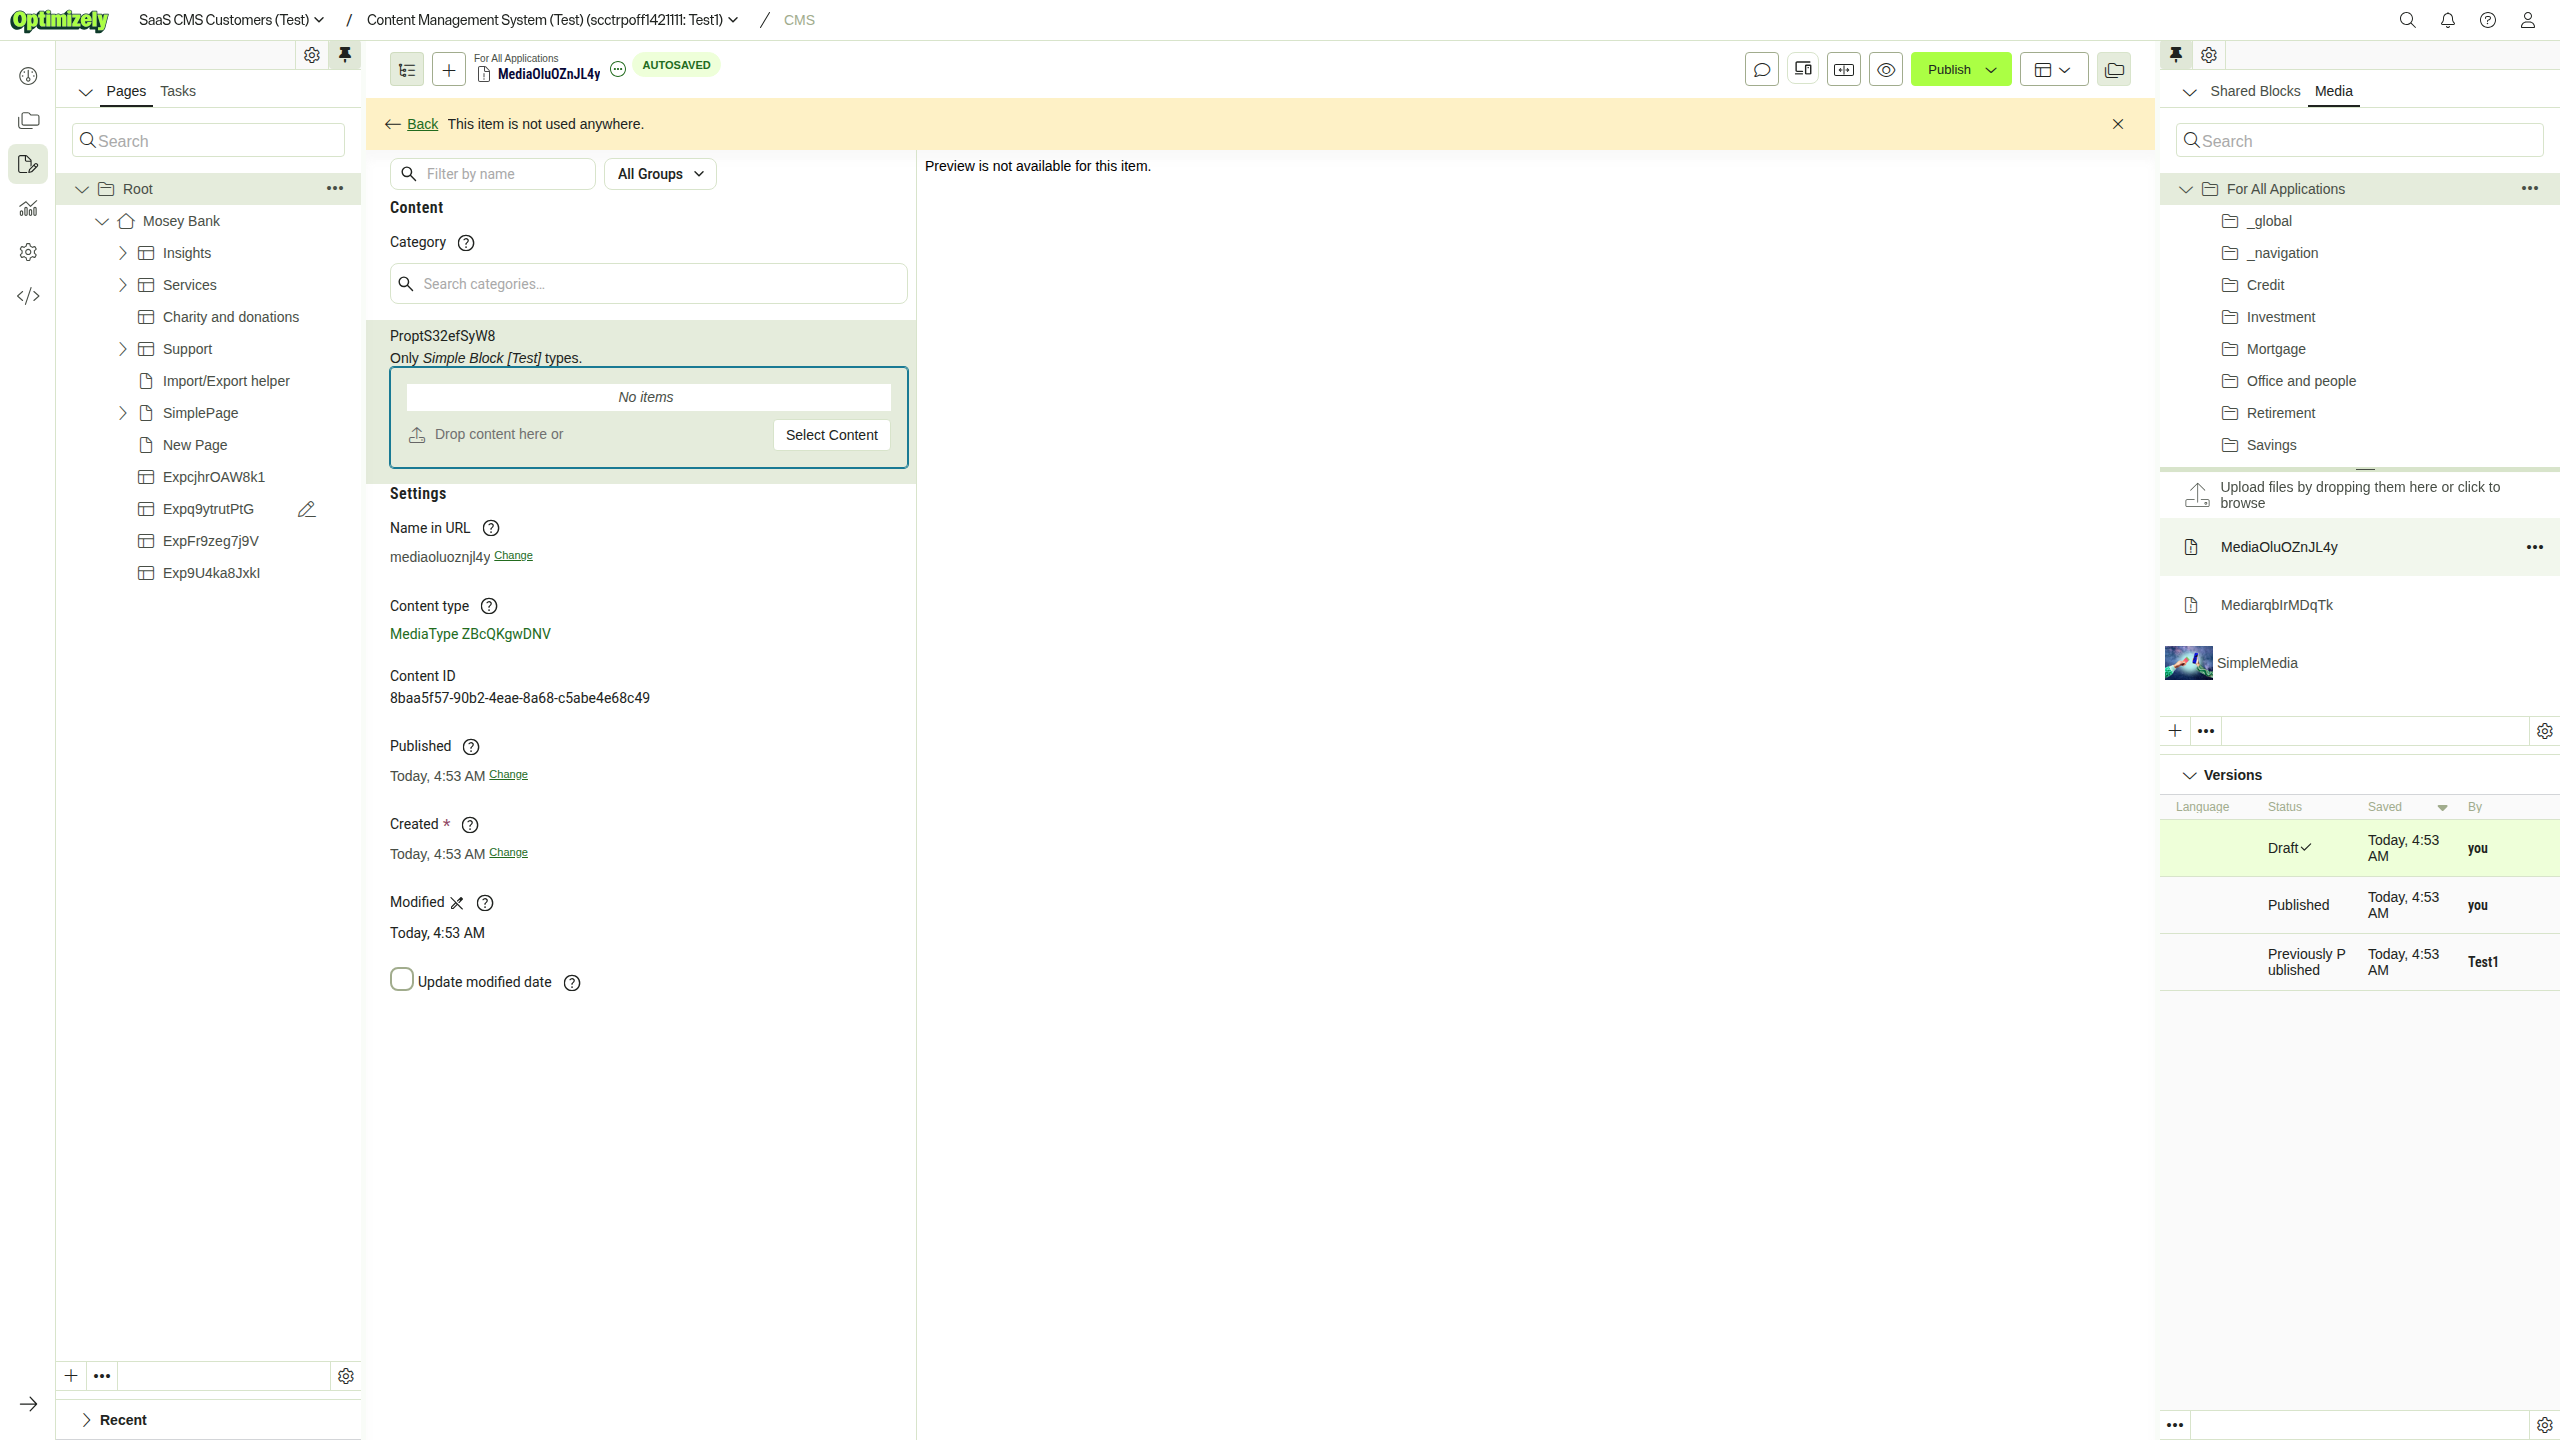 Optimizely
SaaS CMS Customers (Test)
/
Content Management System (Test) (scctrpoff1421111: Test1)
/
CMS
Pages
Tasks
Search
Root
Mosey Bank
Insights
Services
Charity and donations
Support
Import/Export helper
SimplePage
New Page
ExpcjhrOAW8k1
Expq9ytrutPtG
ExpFr9zeg7j9V
Exp9U4ka8JxkI
Recent
For All Applications
MediaOluOZnJL4y
AUTOSAVED
Publish
Back
This item is not used anywhere.
Filter by name
All Groups
Content
Category
Search categories...
ProptS32efSyW8
Only Simple Block [Test] types.
No items
Drop content here or
Select Content
Settings
Name in URL
mediaoluoznjl4y Change
Content type
MediaType ZBcQKgwDNV
Content ID
8baa5f57-90b2-4eae-8a68-c5abe4e68c49
Published
Today, 4:53 AM Change
Created *
Today, 4:53 AM Change
Modified
Today, 4:53 AM
Update modified date
Preview is not available for this item.
Shared Blocks
Media
Search
For All Applications
_global
_navigation
Credit
Investment
Mortgage
Office and people
Retirement
Savings
Upload files by dropping them here or click to
browse
MediaOluOZnJL4y
MediarqbIrMDqTk
SimpleMedia
Versions
Language Status Saved By
Draft Today, 4:53 AM you
Published Today, 4:53 AM you
Previously Published Today, 4:53 AM Test1